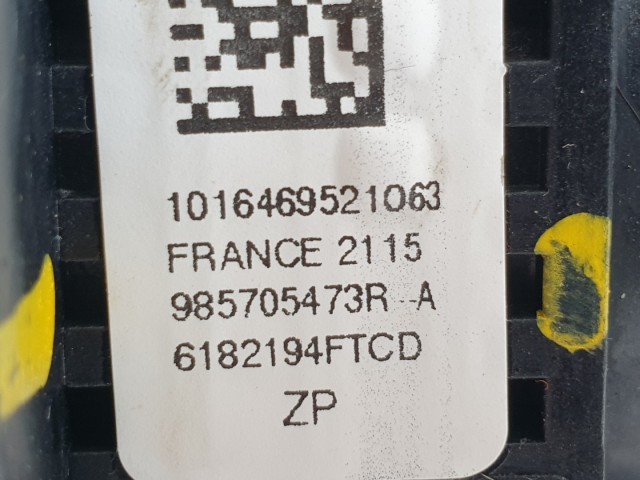 1016469521063
FRANCE 2115
985705473R--A
6182194FTCD
ZP